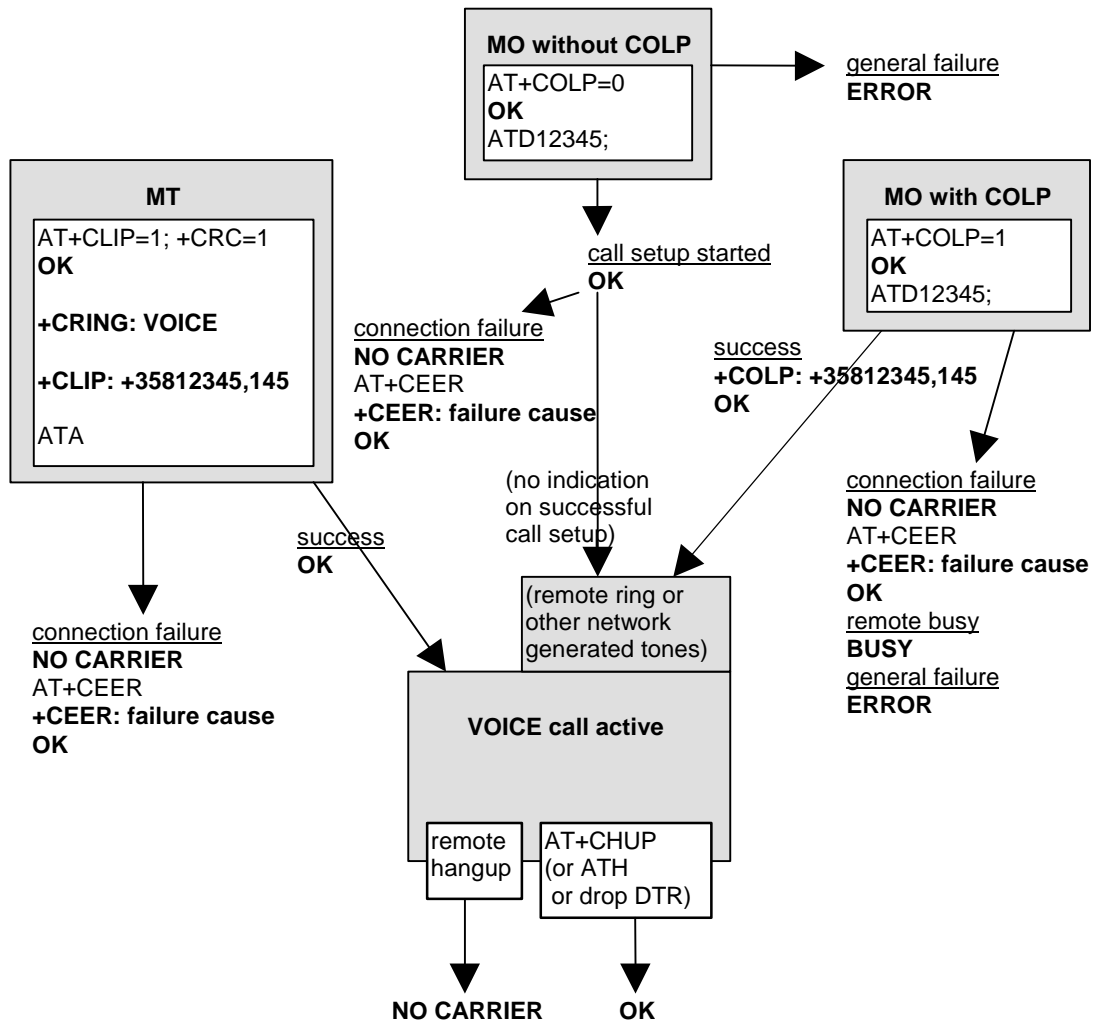 MO without COLP
AT+COLP=0
OK
ATD12345;
general failure
ERROR
MT
AT+CLIP=1; +CRC=1
OK
+CRING: VOICE
+CLIP: +35812345,145
ATA
MO with COLP
AT+COLP=1
OK
ATD12345;
call setup started
OK
connection failure
NO CARRIER
AT+CEER
+CEER: failure cause
OK
success
+COLP: +35812345,145
OK
(no indication
on successful
call setup)
success
OK
connection failure
NO CARRIER
AT+CEER
+CEER: failure cause
OK
remote busy
BUSY
general failure
ERROR
connection failure
NO CARRIER
AT+CEER
+CEER: failure cause
OK
(remote ring or
other network
generated tones)
VOICE call active
remote
hangup
AT+CHUP
(or ATH
or drop DTR)
NO CARRIER
OK